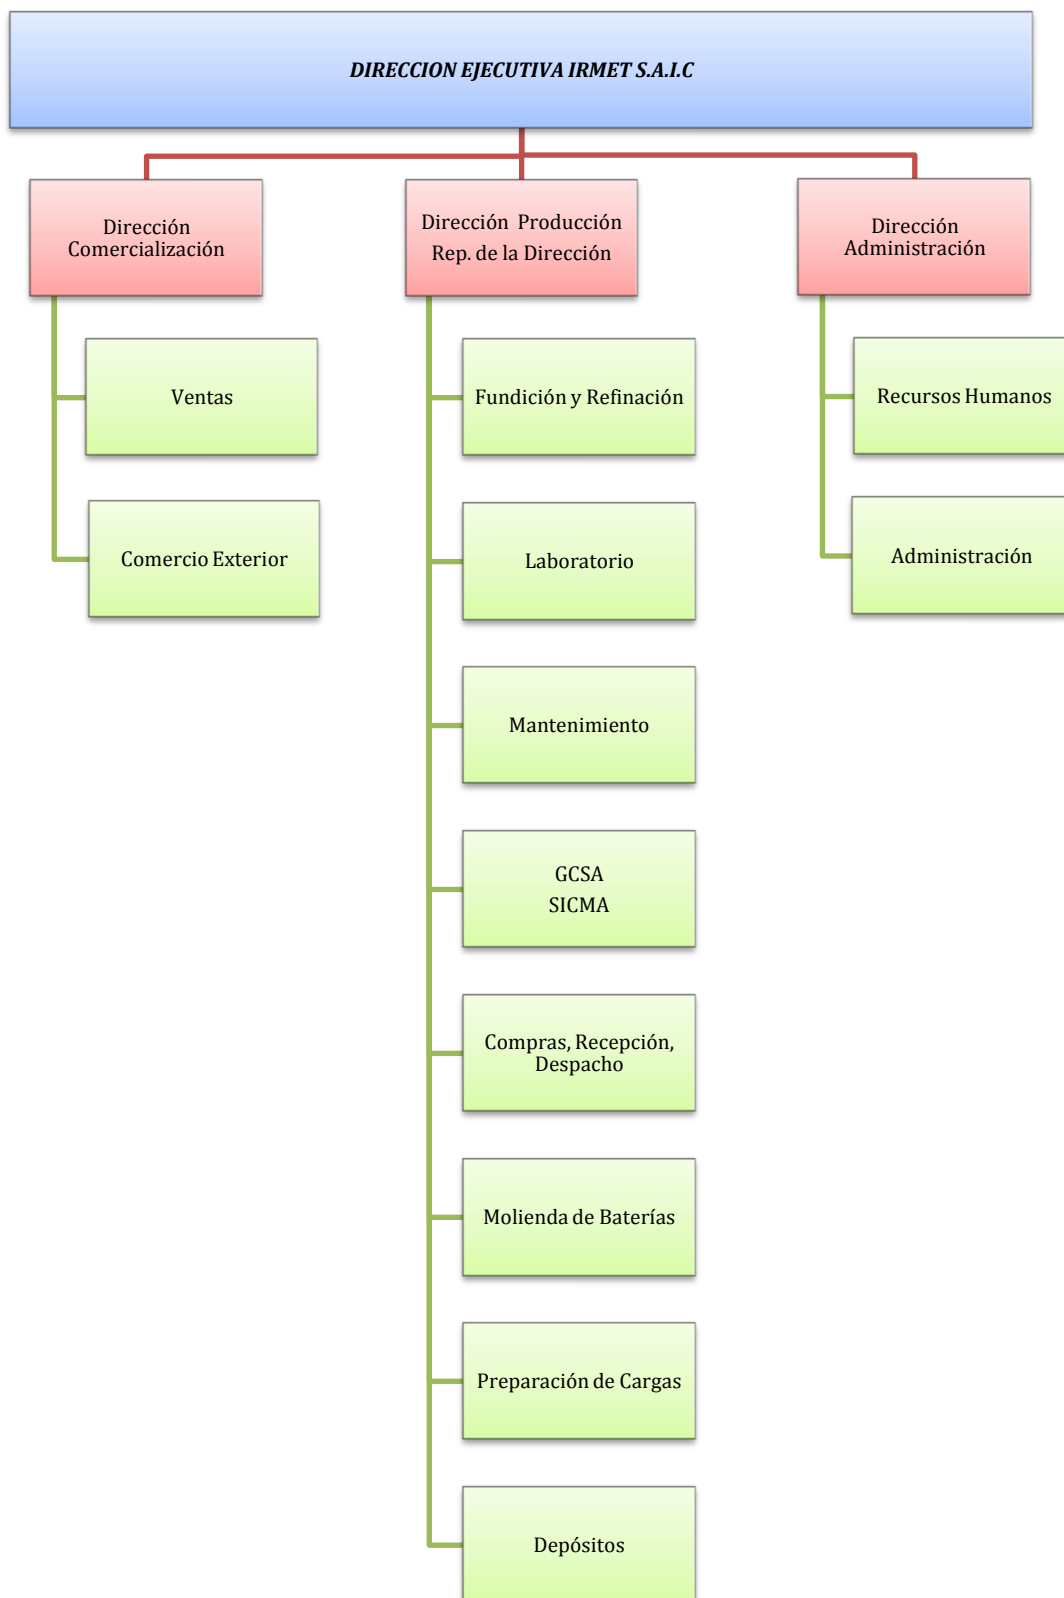 DIRECCION EJECUTIVA IRMET S.A.I.C
Dirección
Comercialización
Dirección Producción
Rep. de la Dirección
Dirección
Administración
Ventas
Fundición y Refinación
Recursos Humanos
Comercio Exterior
Laboratorio
Administración
Mantenimiento
GCSA
SICMA
Compras, Recepción,
Despacho
Molienda de Baterías
Preparación de Cargas
Depósitos